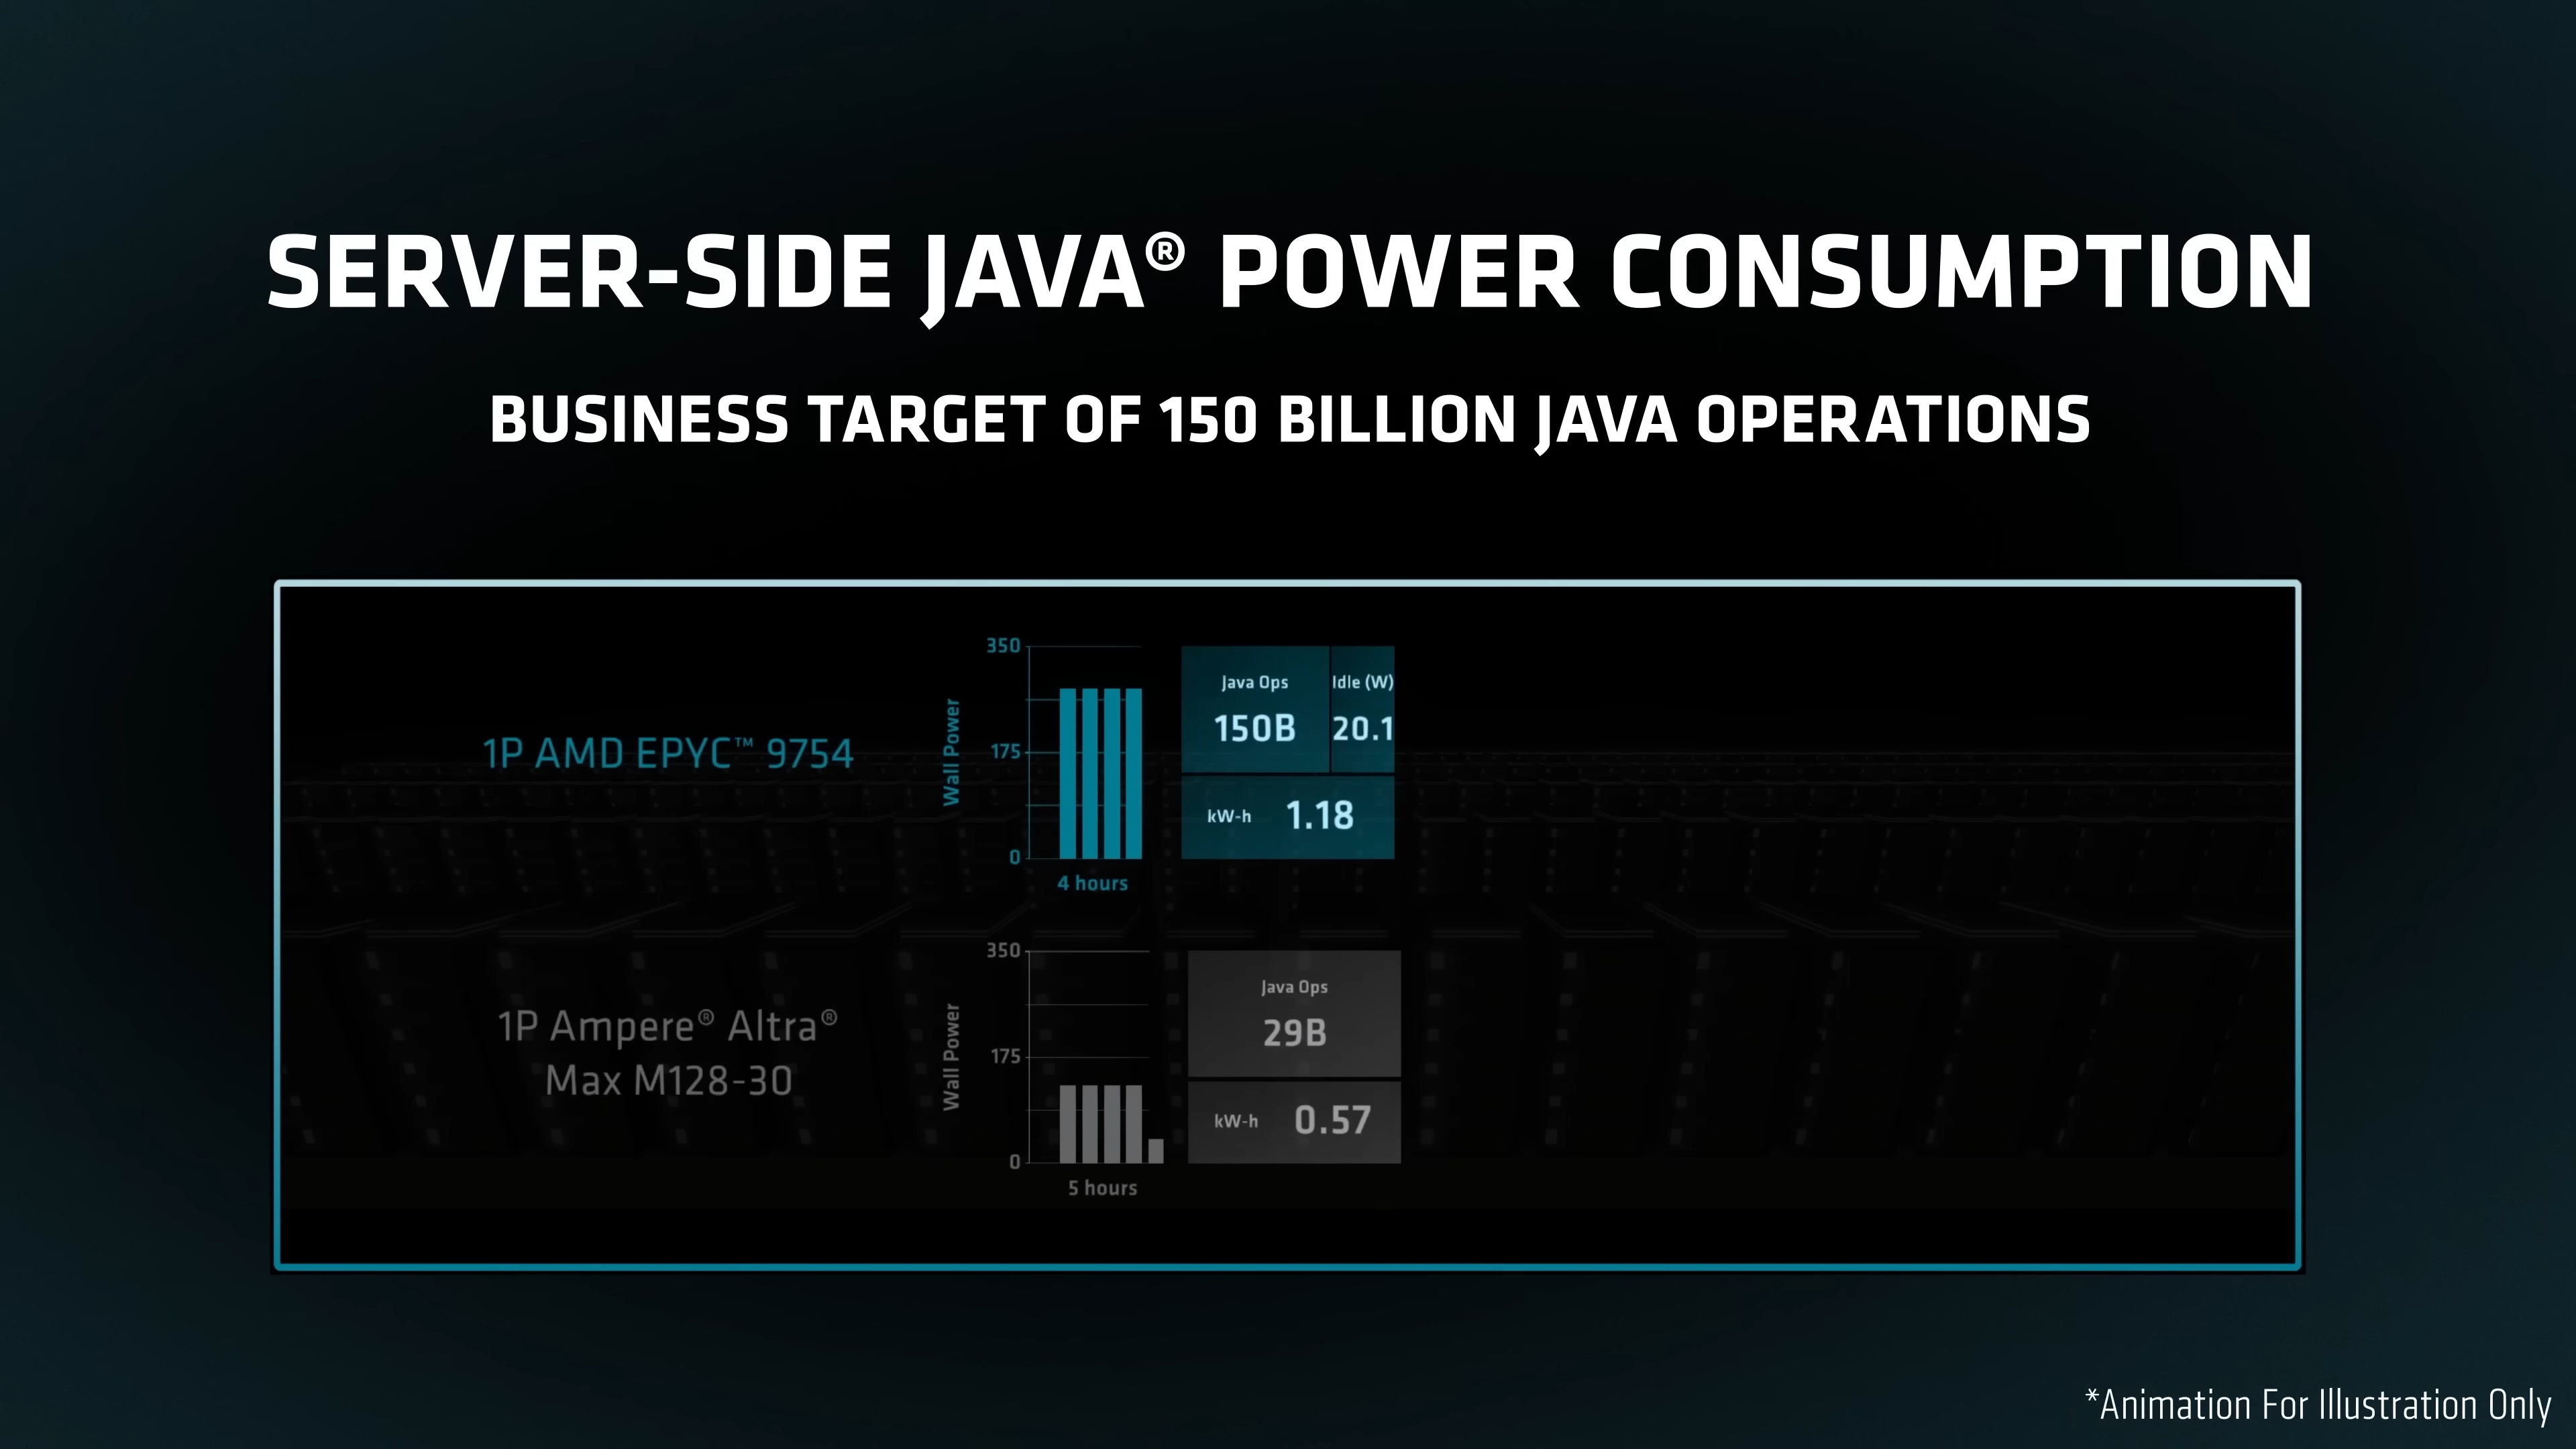 SERVER-SIDE JAVA® POWER CONSUMPTION
BUSINESS TARGET OF 150 BILLION JAVA OPERATIONS
1P AMD EPYC™ 9754
Wall Power
350
175
0
4 hours
Java Ops
150B
Idle (W)
20.1
kW-h 1.18
1P Ampere® Altra®
Max M128-30
Wall Power
350
175
0
5 hours
Java Ops
29B
kW-h 0.57
*Animation For Illustration Only